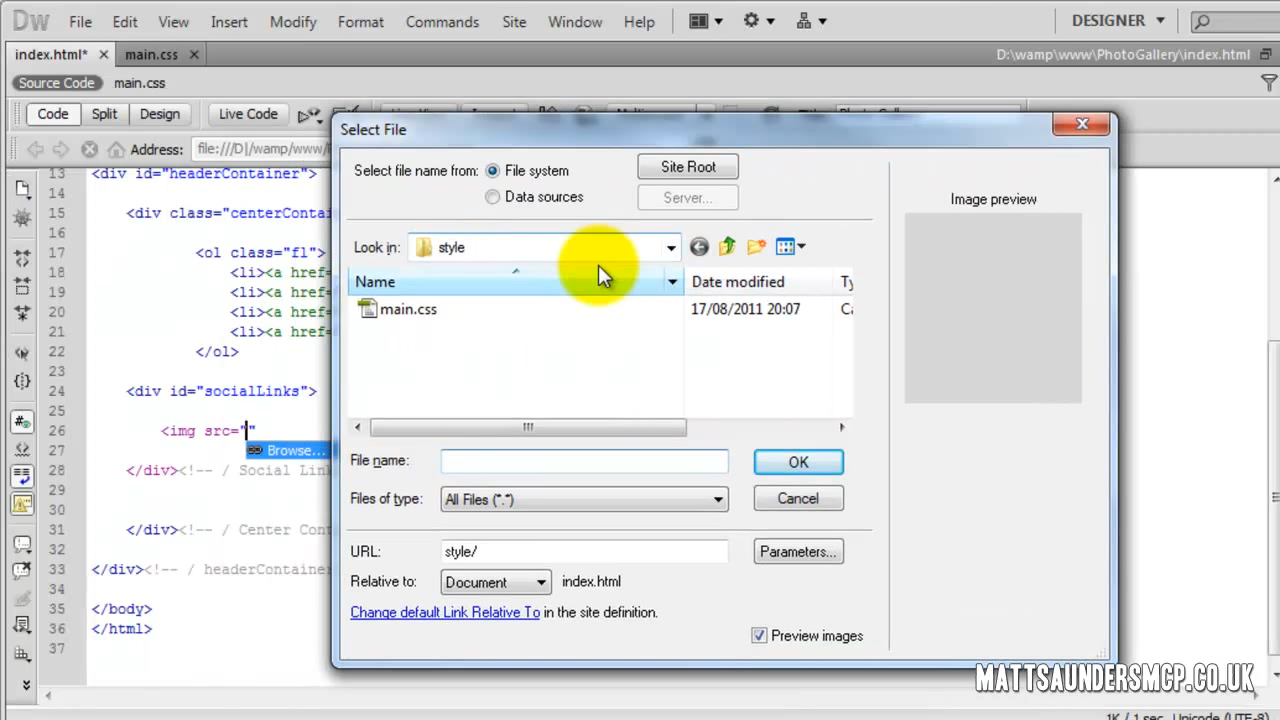 Dw File Edit View Insert Modify Format Commands Site Window Help DESIGNER
index.html* main.css D:\wamp\www\PhotoGallery\index.html
Source Code main.css
Code Split Design Live Code
Address: file:///D|/wamp/www/
Select File
Select file name from: File system Site Root
Data sources Server...
Look in: style
Name Date modified
main.css 17/08/2011 20:07
File name: OK
Files of type: All Files (*.*) Cancel
URL: style/ Parameters...
Relative to: Document index.html
Change default Link Relative To in the site definition.
Preview images
Image preview
13 <div id="headerContainer">
14
15 <div class="centerContai
16
17 <ol class="fl">
18 <li><a href=
19 <li><a href=
20 <li><a href=
21 <li><a href=
22 </ol>
23
24 <div id="socialLinks">
25
26 <img src=""
27 Browse...
28 </div><!-- / Social Lin
29
30
31 </div><!-- / Center Cont
32
33 </div><!-- / headerContainer
34
35 </body>
36 </html>
37
MATTSAUNDERSMCP.CO.UK
1K / 1 sec Unicode (UTF-8)